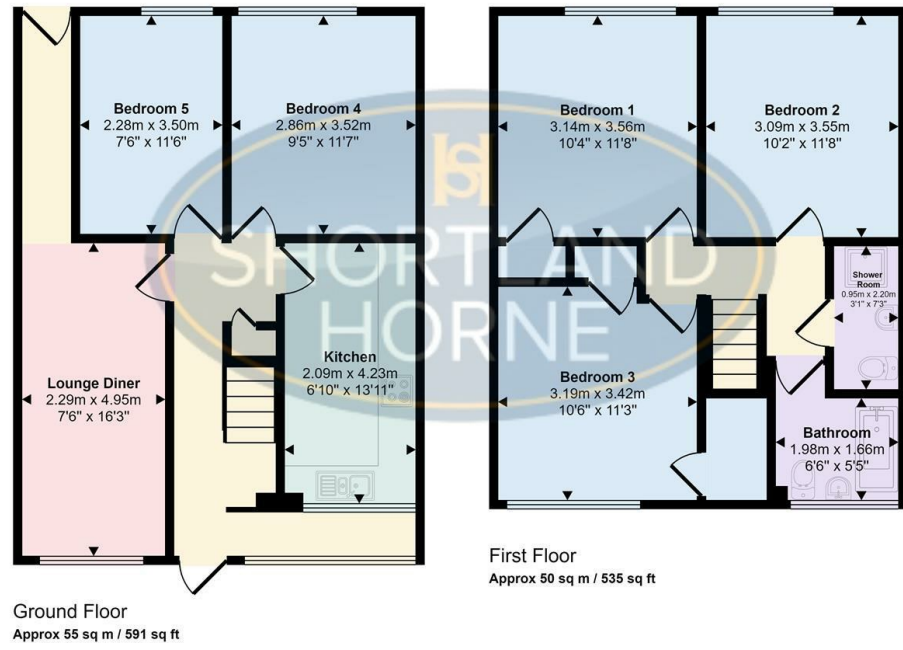 Bedroom 5
2.28m x 3.50m
7'6" x 11'6"
Bedroom 4
2.86m x 3.52m
9'5" x 11'7"
Bedroom 1
3.14m x 3.56m
10'4" x 11'8"
Bedroom 2
3.09m x 3.55m
10'2" x 11'8"
SHORTLAND
HORNE
Shower
Room
0.95m x 2.20m
3'1" x 7'3"
Lounge Diner
2.29m x 4.95m
7'6" x 16'3"
Kitchen
2.09m x 4.23m
6'10" x 13'11"
Bedroom 3
3.19m x 3.42m
10'6" x 11'3"
Bathroom
1.98m x 1.66m
6'6" x 5'5"
Ground Floor
Approx 55 sq m / 591 sq ft
First Floor
Approx 50 sq m / 535 sq ft